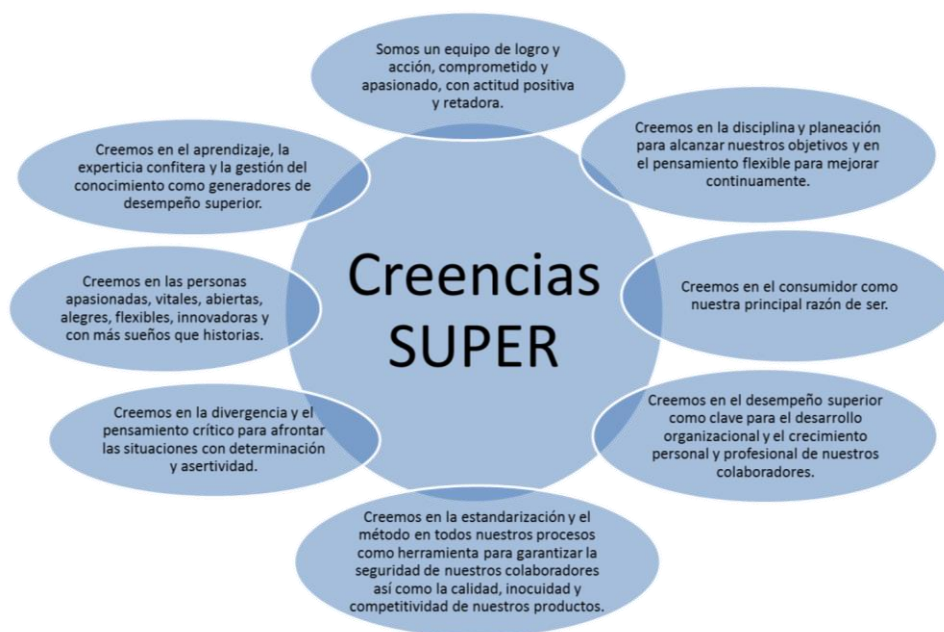 Somos un equipo de logro y
acción, comprometido y
apasionado, con actitud positiva
y retadora.
Creemos en la disciplina y planeación
para alcanzar nuestros objetivos y en
el pensamiento flexible para mejorar
continuamente.
Creemos en el consumidor como
nuestra principal razón de ser.
Creemos en el desempeño superior
como clave para el desarrollo
organizacional y el crecimiento
personal y profesional de nuestros
colaboradores.
Creemos en la estandarización y el
método en todos nuestros procesos
como herramienta para garantizar la
seguridad de nuestros colaboradores
así como la calidad, inocuidad y
competitividad de nuestros productos.
Creemos en la divergencia y el
pensamiento crítico para afrontar
las situaciones con determinación
y asertividad.
Creemos en las personas
apasionadas, vitales, abiertas,
alegres, flexibles, innovadoras y
con más sueños que historias.
Creemos en el aprendizaje, la
experticia confitera y la gestión del
conocimiento como generadores de
desempeño superior.
Creencias
SUPER